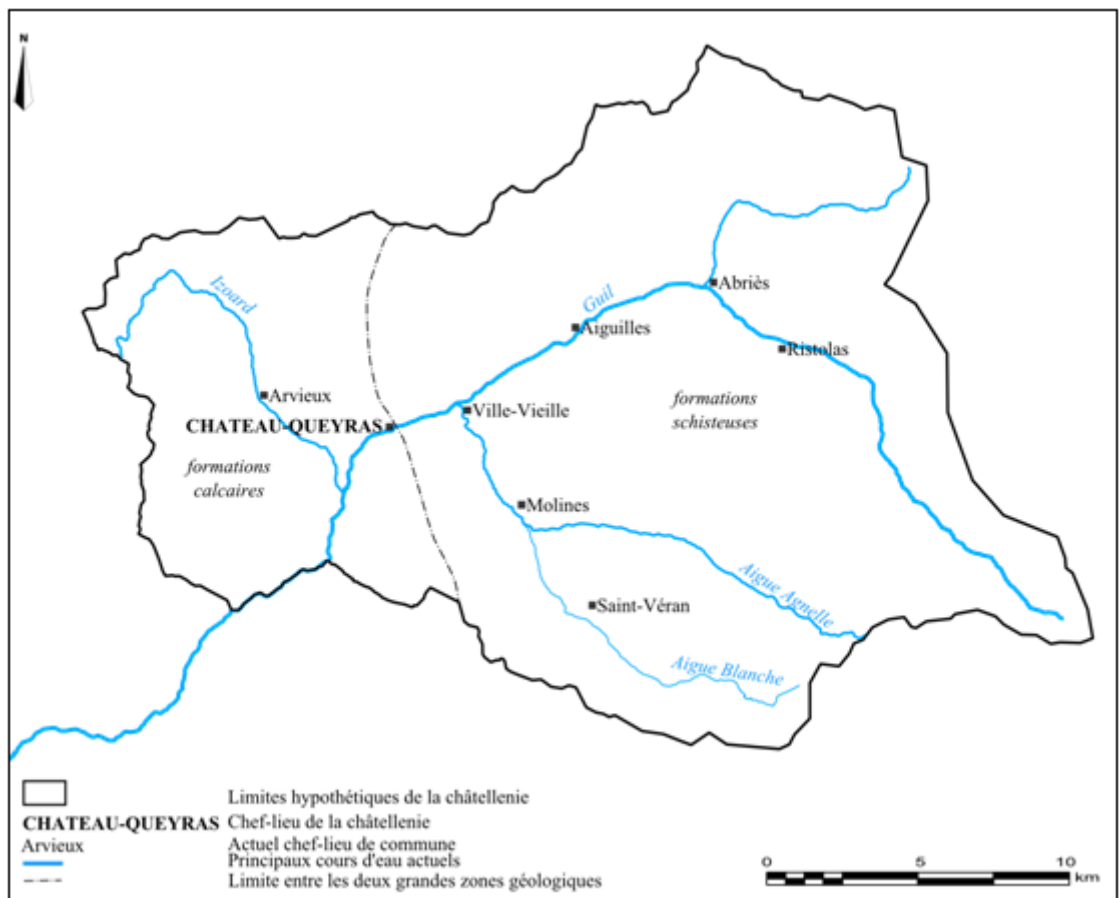 N
Izoard
Guil
Abriès
Aiguilles
Ristolas
Arvieux
Ville-Vieille
formations
schisteuses
CHATEAU-QUEYRAS
formations
calcaires
Molines
Aigue Agnelle
Saint-Véran
Aigue Blanche
Limites hypothétiques de la châtellenie
CHATEAU-QUEYRAS Chef-lieu de la châtellenie
Arvieux Actuel chef-lieu de commune
Principaux cours d'eau actuels
Limite entre les deux grandes zones géologiques
0 5 10
km